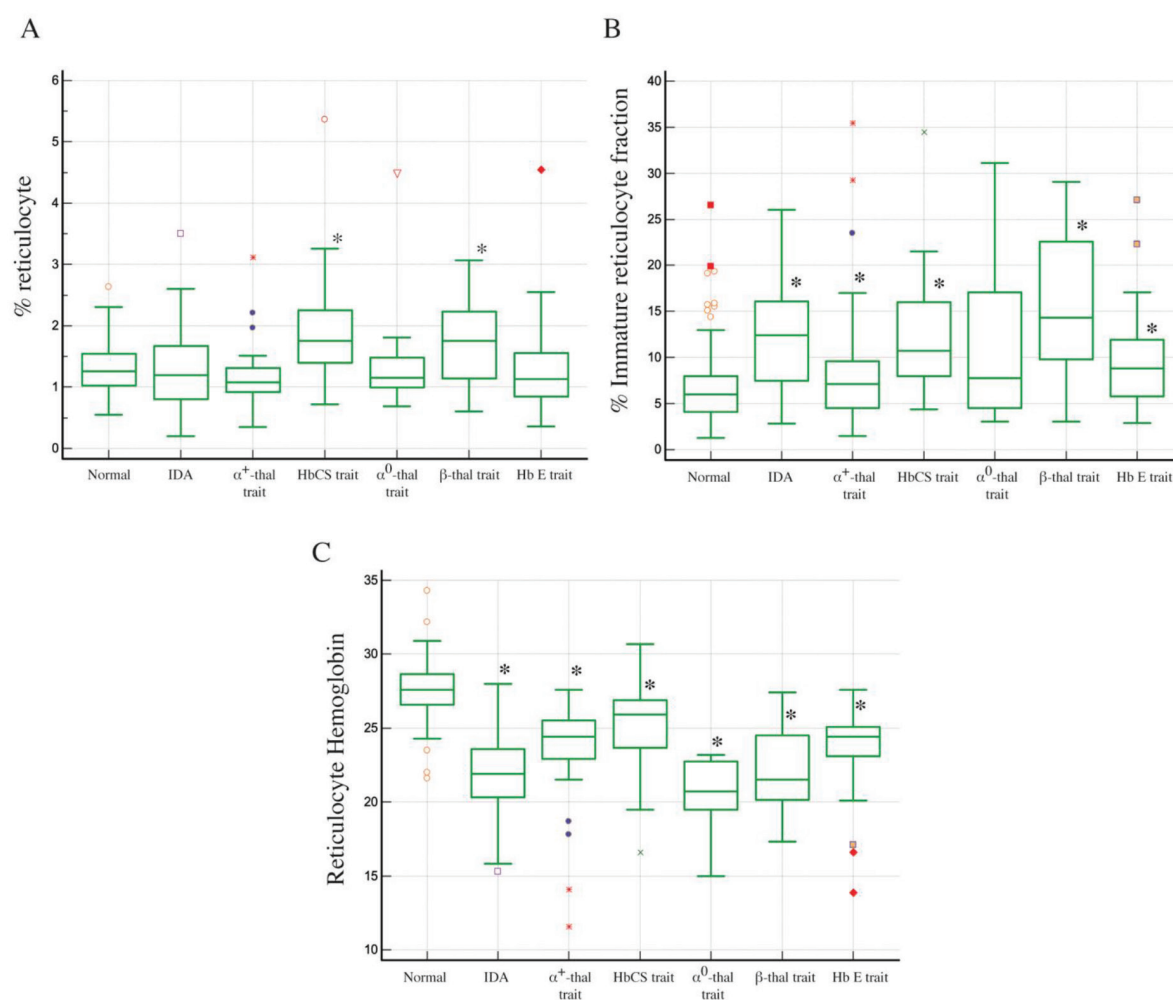 A
% reticulocyte
6
5
4
3
2
1
0
Normal IDA α⁺-thal trait HbCS trait α⁰-thal trait β-thal trait Hb E trait
* *
B
% Immature reticulocyte fraction
40
35
30
25
20
15
10
5
0
Normal IDA α⁺-thal trait HbCS trait α⁰-thal trait β-thal trait Hb E trait
* * * * *
C
Reticulocyte Hemoglobin
35
30
25
20
15
10
Normal IDA α⁺-thal trait HbCS trait α⁰-thal trait β-thal trait Hb E trait
* * * * * *